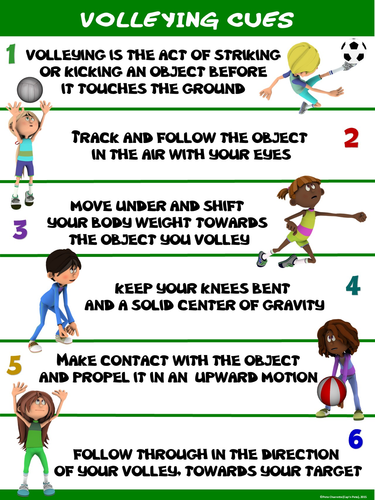 VOLLEYING CUES
1
VOLLEYING IS THE ACT OF STRIKING
OR KICKING AN OBJECT BEFORE
IT TOUCHES THE GROUND
2
TRACK AND FOLLOW THE OBJECT
IN THE AIR WITH YOUR EYES
3
MOVE UNDER AND SHIFT
YOUR BODY WEIGHT TOWARDS
THE OBJECT YOU VOLLEY
4
KEEP YOUR KNEES BENT
AND A SOLID CENTER OF GRAVITY
5
MAKE CONTACT WITH THE OBJECT
AND PROPEL IT IN AN UPWARD MOTION
6
FOLLOW THROUGH IN THE DIRECTION
OF YOUR VOLLEY, TOWARDS YOUR TARGET